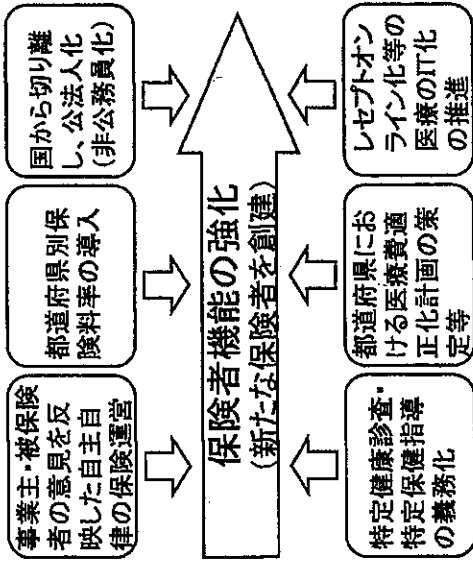 事業主・被保険
者の意見を反
映した自主自
律の保険運営
都道府県別保
険料率の導入
国から切り離
し、公法人化
(非公務員化)
保険者機能の強化
(新たな保険者を創建)
特定健康診査・
特定保健指導
の義務化
都道府県にお
ける医療費適
正化計画の策
定等
レセプトオン
ライン化等の
医療のIT化
の推進